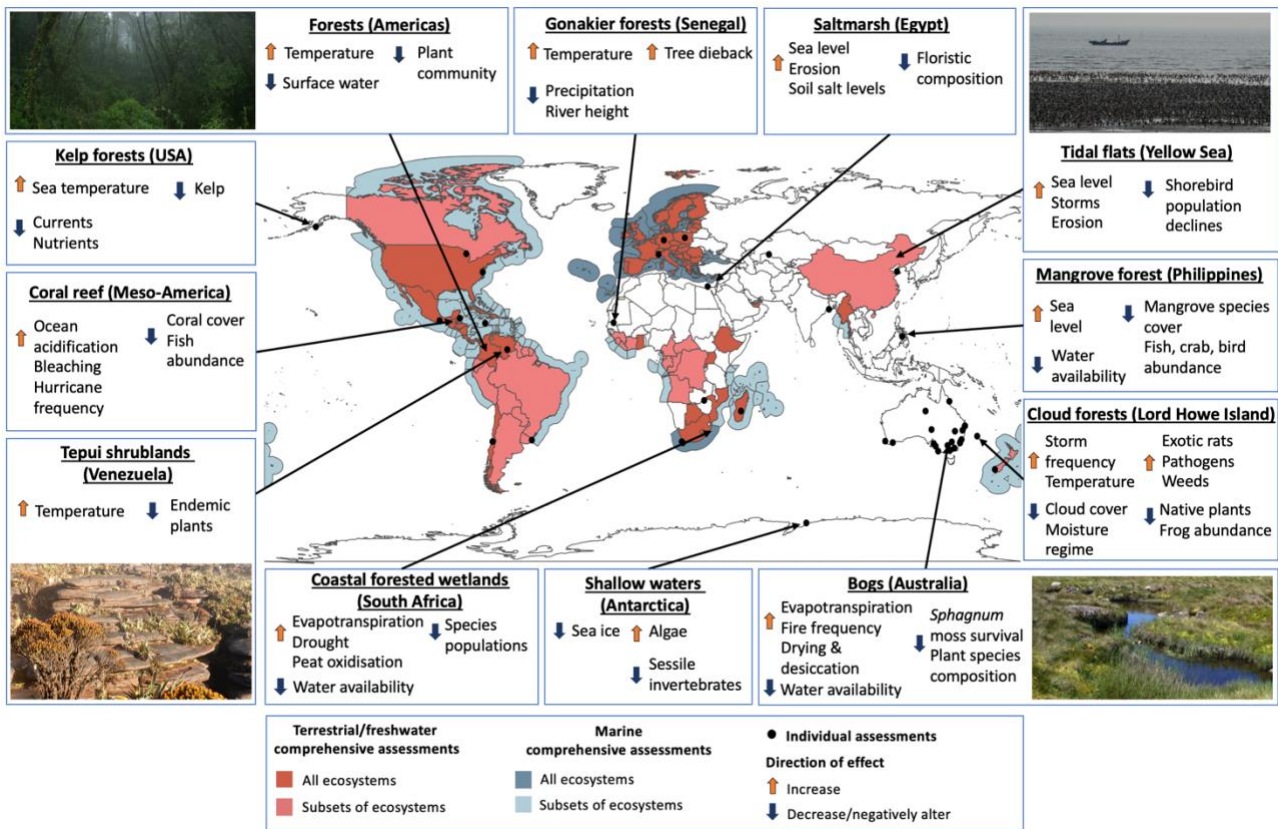 Forests (Americas)
Temperature
Surface water
Plant
community
Gonakier forests (Senegal)
Temperature
Tree dieback
Precipitation
River height
Saltmarsh (Egypt)
Sea level
Erosion
Soil salt levels
Floristic
composition
Kelp forests (USA)
Sea temperature
Kelp
Currents
Nutrients
Tidal flats (Yellow Sea)
Sea level
Storms
Erosion
Shorebird
population
declines
Coral reef (Meso-America)
Ocean
acidification
Bleaching
Hurricane
frequency
Coral cover
Fish
abundance
Mangrove forest (Philippines)
Sea
level
Water
availability
Mangrove species
cover
Fish, crab, bird
abundance
Tepui shrublands
(Venezuela)
Temperature
Endemic
plants
Cloud forests (Lord Howe Island)
Storm
frequency
Temperature
Exotic rats
Pathogens
Weeds
Cloud cover
Moisture
regime
Native plants
Frog abundance
Coastal forested wetlands
(South Africa)
Evapotranspiration
Drought
Peat oxidisation
Water availability
Species
populations
Shallow waters
(Antarctica)
Sea ice
Algae
Sessile
invertebrates
Bogs (Australia)
Evapotranspiration
Fire frequency
Drying &
desiccation
Water availability
Sphagnum
moss survival
Plant species
composition
Terrestrial/freshwater
comprehensive assessments
All ecosystems
Subsets of ecosystems
Marine
comprehensive assessments
All ecosystems
Subsets of ecosystems
Individual assessments
Direction of effect
Increase
Decrease/negatively alter